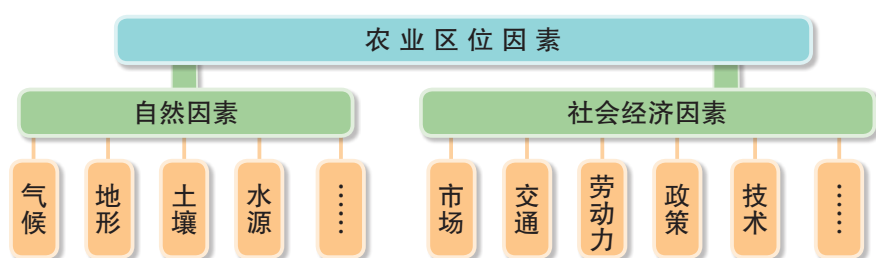 农业区位因素
自然因素
社会经济因素
气候
地形
土壤
水源
……
市场
交通
劳动力
政策
技术
……